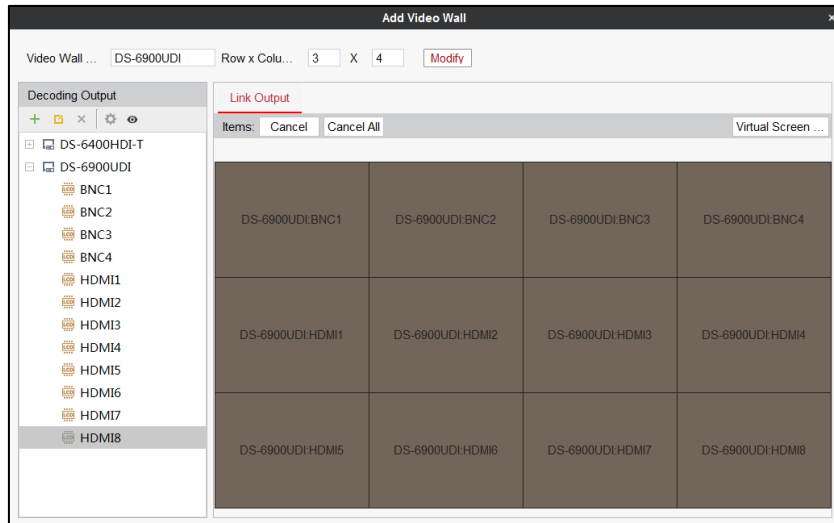 Add Video Wall ×
Video Wall ... DS-6900UDI Row x Colu... 3 X 4 Modify
Decoding Output
Link Output
Items: Cancel Cancel All Virtual Screen ...
DS-6400HDI-T
DS-6900UDI
BNC1
BNC2
BNC3
BNC4
HDMI1
HDMI2
HDMI3
HDMI4
HDMI5
HDMI6
HDMI7
HDMI8
DS-6900UDI:BNC1 DS-6900UDI:BNC2 DS-6900UDI:BNC3 DS-6900UDI:BNC4
DS-6900UDI:HDMI1 DS-6900UDI:HDMI2 DS-6900UDI:HDMI3 DS-6900UDI:HDMI4
DS-6900UDI:HDMI5 DS-6900UDI:HDMI6 DS-6900UDI:HDMI7 DS-6900UDI:HDMI8